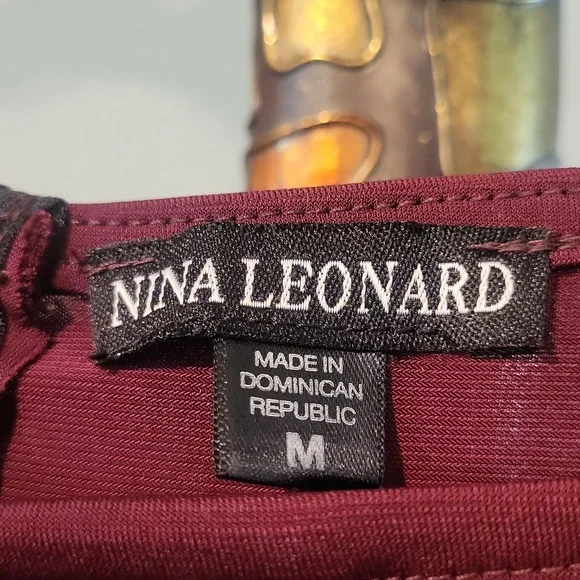 NINA LEONARD
MADE IN
DOMINICAN
REPUBLIC
M